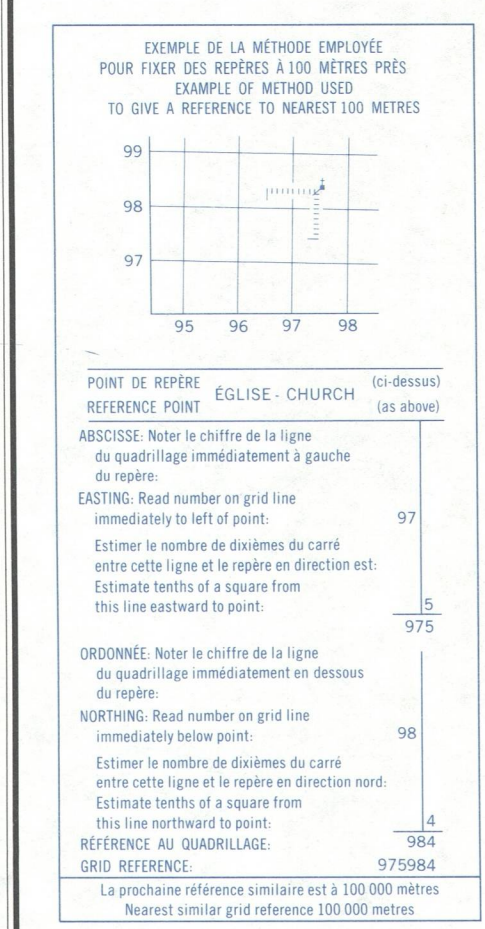 EXEMPLE DE LA MÉTHODE EMPLOYÉE
POUR FIXER DES REPÈRES À 100 MÈTRES PRÈS
EXAMPLE OF METHOD USED
TO GIVE A REFERENCE TO NEAREST 100 METRES
99
98
97
95 96 97 98
POINT DE REPÈRE
REFERENCE POINT
ÉGLISE - CHURCH
(ci-dessus)
(as above)
ABSCISSE: Noter le chiffre de la ligne
du quadrillage immédiatement à gauche
du repère:
EASTING: Read number on grid line
immediately to left of point: 97
Estimer le nombre de dixièmes du carré
entre cette ligne et le repère en direction est:
Estimate tenths of a square from
this line eastward to point: 5
975
ORDONNÉE: Noter le chiffre de la ligne
du quadrillage immédiatement en dessous
du repère:
NORTHING: Read number on grid line
immediately below point: 98
Estimer le nombre de dixièmes du carré
entre cette ligne et le repère en direction nord:
Estimate tenths of a square from
this line northward to point: 4
RÉFÉRENCE AU QUADRILLAGE: 984
GRID REFERENCE: 975984
La prochaine référence similaire est à 100 000 mètres
Nearest similar grid reference 100 000 metres